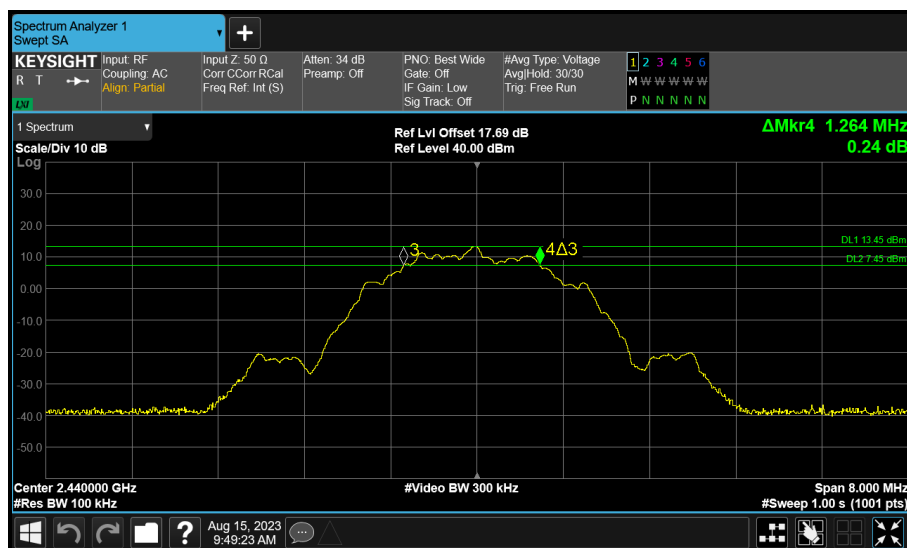 Spectrum Analyzer 1
Swept SA
KEYSIGHT
R T
LXI
Input: RF
Coupling: AC
Align: Partial
Input Z: 50 Ω
Corr CCorr RCal
Freq Ref: Int (S)
Atten: 34 dB
Preamp: Off
PNO: Best Wide
Gate: Off
IF Gain: Low
Sig Track: Off
#Avg Type: Voltage
Avg|Hold: 30/30
Trig: Free Run
1 2 3 4 5 6
M W W W W W
P N N N N N
1 Spectrum
Scale/Div 10 dB
Ref Lvl Offset 17.69 dB
Ref Level 40.00 dBm
ΔMkr4 1.264 MHz
0.24 dB
Log
30.0
20.0
10.0
0.00
-10.0
-20.0
-30.0
-40.0
-50.0
3
4Δ3
DL1 13.45 dBm
DL2 7.45 dBm
Center 2.440000 GHz
#Res BW 100 kHz
#Video BW 300 kHz
Span 8.000 MHz
#Sweep 1.00 s (1001 pts)
?
Aug 15, 2023
9:49:23 AM